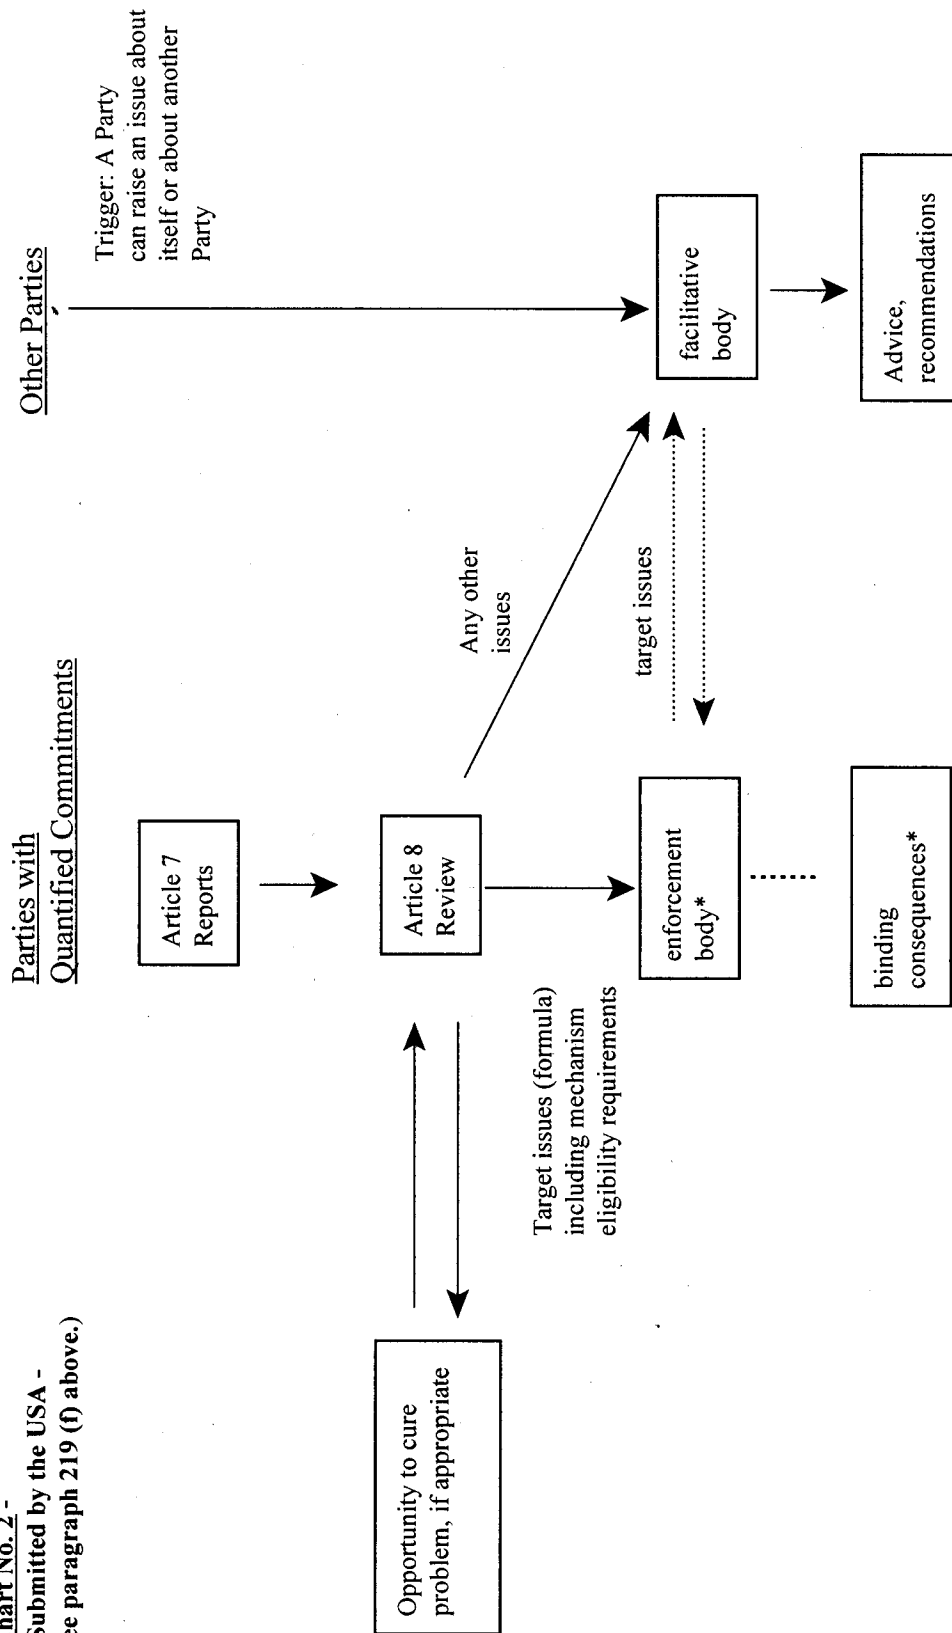 hart No. 2 -
Submitted by the USA -
ee paragraph 219 (f) above.)
Parties with
Quantified Commitments
Other Parties
Trigger: A Party
can raise an issue about
itself or about another
Party
Article 7
Reports
Opportunity to cure
problem, if appropriate
Article 8
Review
Any other
issues
Target issues (formula)
including mechanism
eligibility requirements
enforcement
body*
target issues
facilitative
body
binding
consequences*
Advice,
recommendations